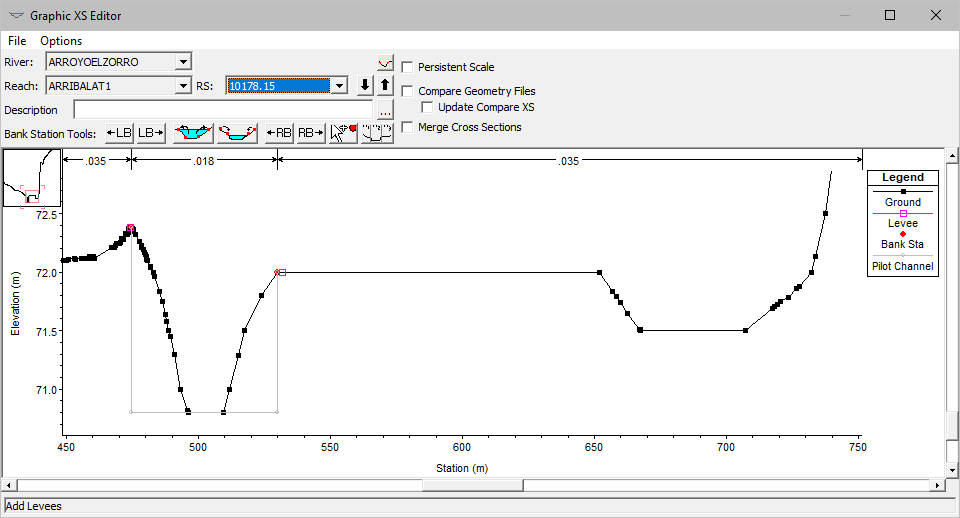 Graphic XS Editor
File Options
River: ARROYOELZORRO
Reach: ARRIBALAT1 RS: 10178.15
Description ...
Bank Station Tools: LB LB RB RB
Persistent Scale
Compare Geometry Files
Update Compare XS
Merge Cross Sections
.035 .018 .035
Legend
Ground
Levee
Bank Sta
Pilot Channel
Elevation (m)
72.5
72.0
71.5
71.0
450 500 550 600 650 700 750
Station (m)
Add Levees